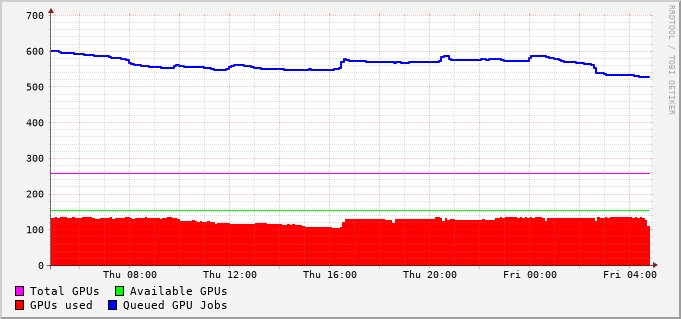 700
600
500
400
300
200
100
0
Thu 08:00 Thu 12:00 Thu 16:00 Thu 20:00 Fri 00:00 Fri 04:00
Total GPUs Available GPUs
GPUs used Queued GPU Jobs
RRDTOOL / TOBI OETIKER